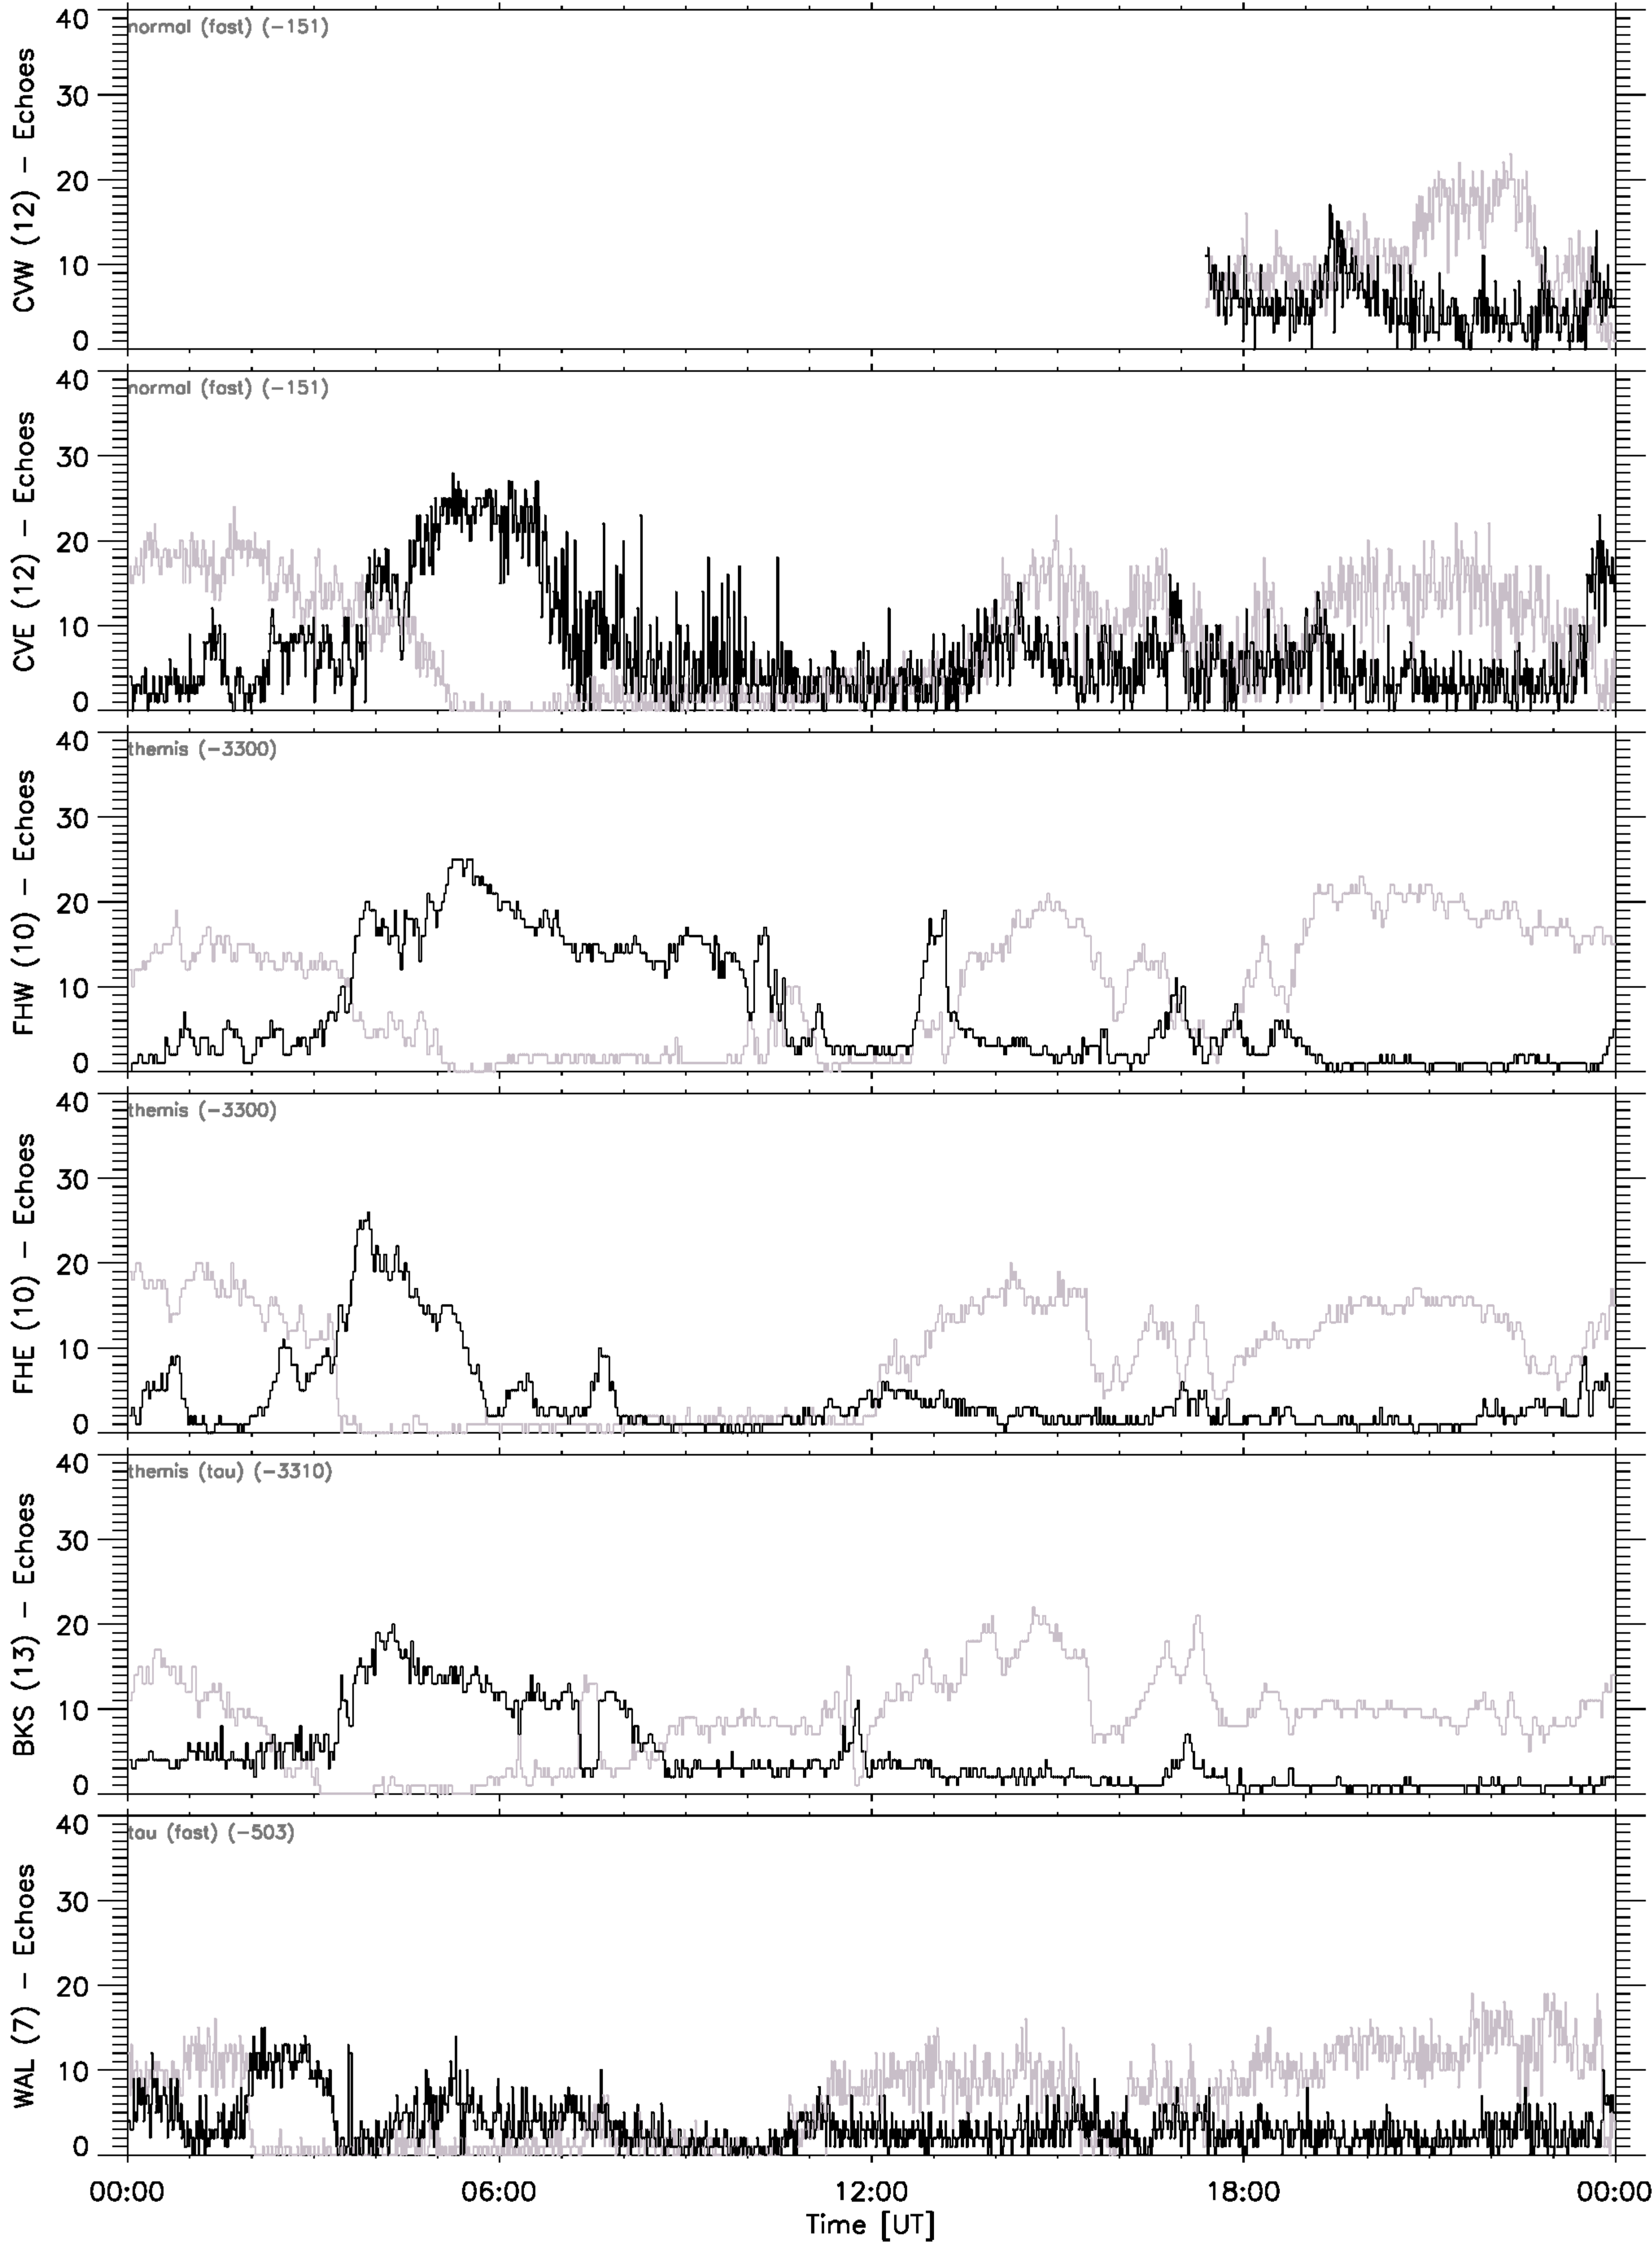 CVW (12) - Echoes
40
30
20
10
0
normal (fast) (-151)
CVE (12) - Echoes
40
30
20
10
0
normal (fast) (-151)
FHW (10) - Echoes
40
30
20
10
0
themis (-3300)
FHE (10) - Echoes
40
30
20
10
0
themis (-3300)
BKS (13) - Echoes
40
30
20
10
0
themis (tau) (-3310)
WAL (7) - Echoes
40
30
20
10
0
tau (fast) (-503)
00:00 06:00 12:00 18:00 00:00
Time [UT]